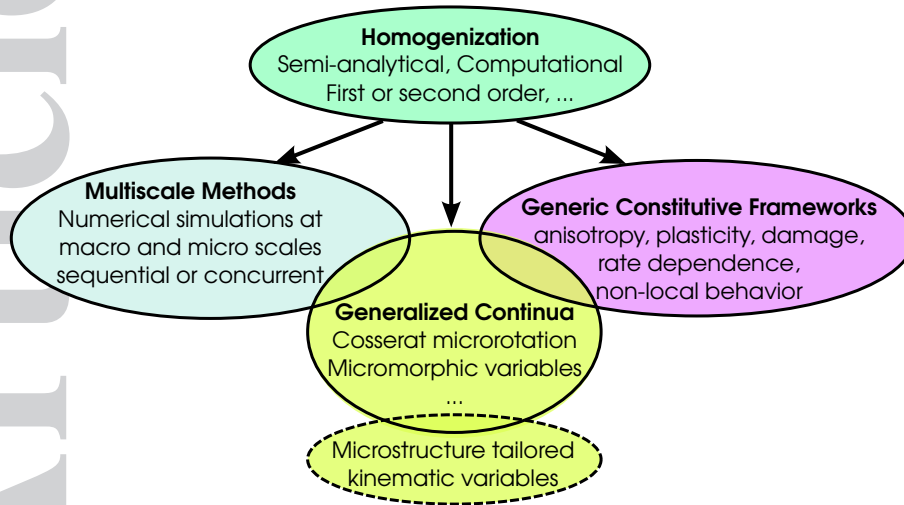 Homogenization
Semi-analytical, Computational
First or second order, ...
Multiscale Methods
Numerical simulations at
macro and micro scales
sequential or concurrent
Generic Constitutive Frameworks
anisotropy, plasticity, damage,
rate dependence,
non-local behavior
Generalized Continua
Cosserat microrotation
Micromorphic variables
...
Microstructure tailored
kinematic variables